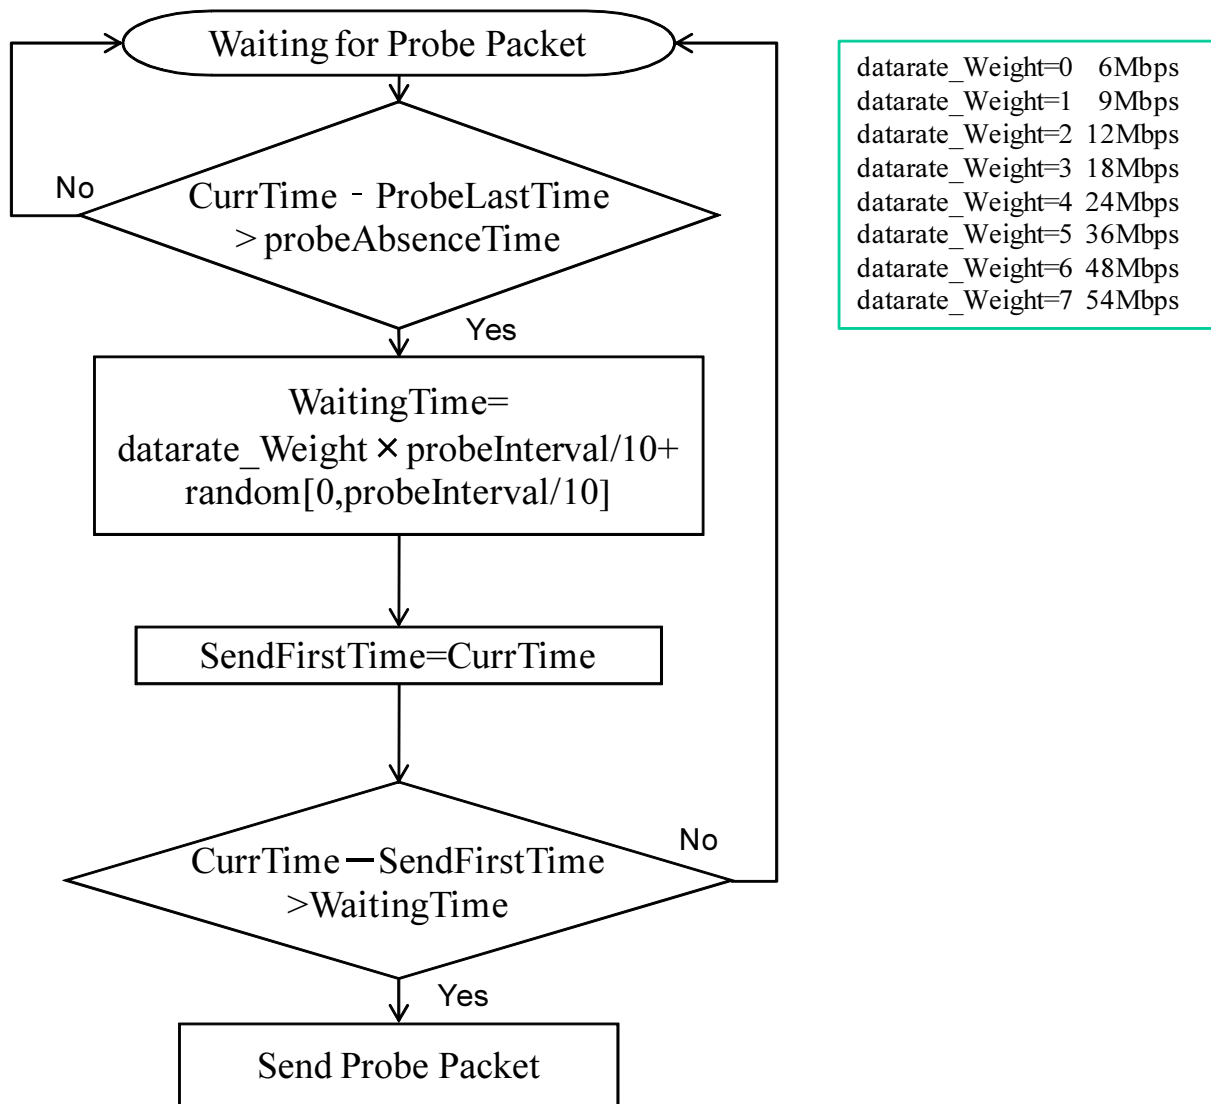 Waiting for Probe Packet
No
CurrTime - ProbeLastTime
> probeAbsenceTime
Yes
WaitingTime=
datarate_Weight × probeInterval/10+
random[0,probeInterval/10]
SendFirstTime=CurrTime
No
CurrTime－SendFirstTime
>WaitingTime
Yes
Send Probe Packet
datarate_Weight=0 6Mbps
datarate_Weight=1 9Mbps
datarate_Weight=2 12Mbps
datarate_Weight=3 18Mbps
datarate_Weight=4 24Mbps
datarate_Weight=5 36Mbps
datarate_Weight=6 48Mbps
datarate_Weight=7 54Mbps